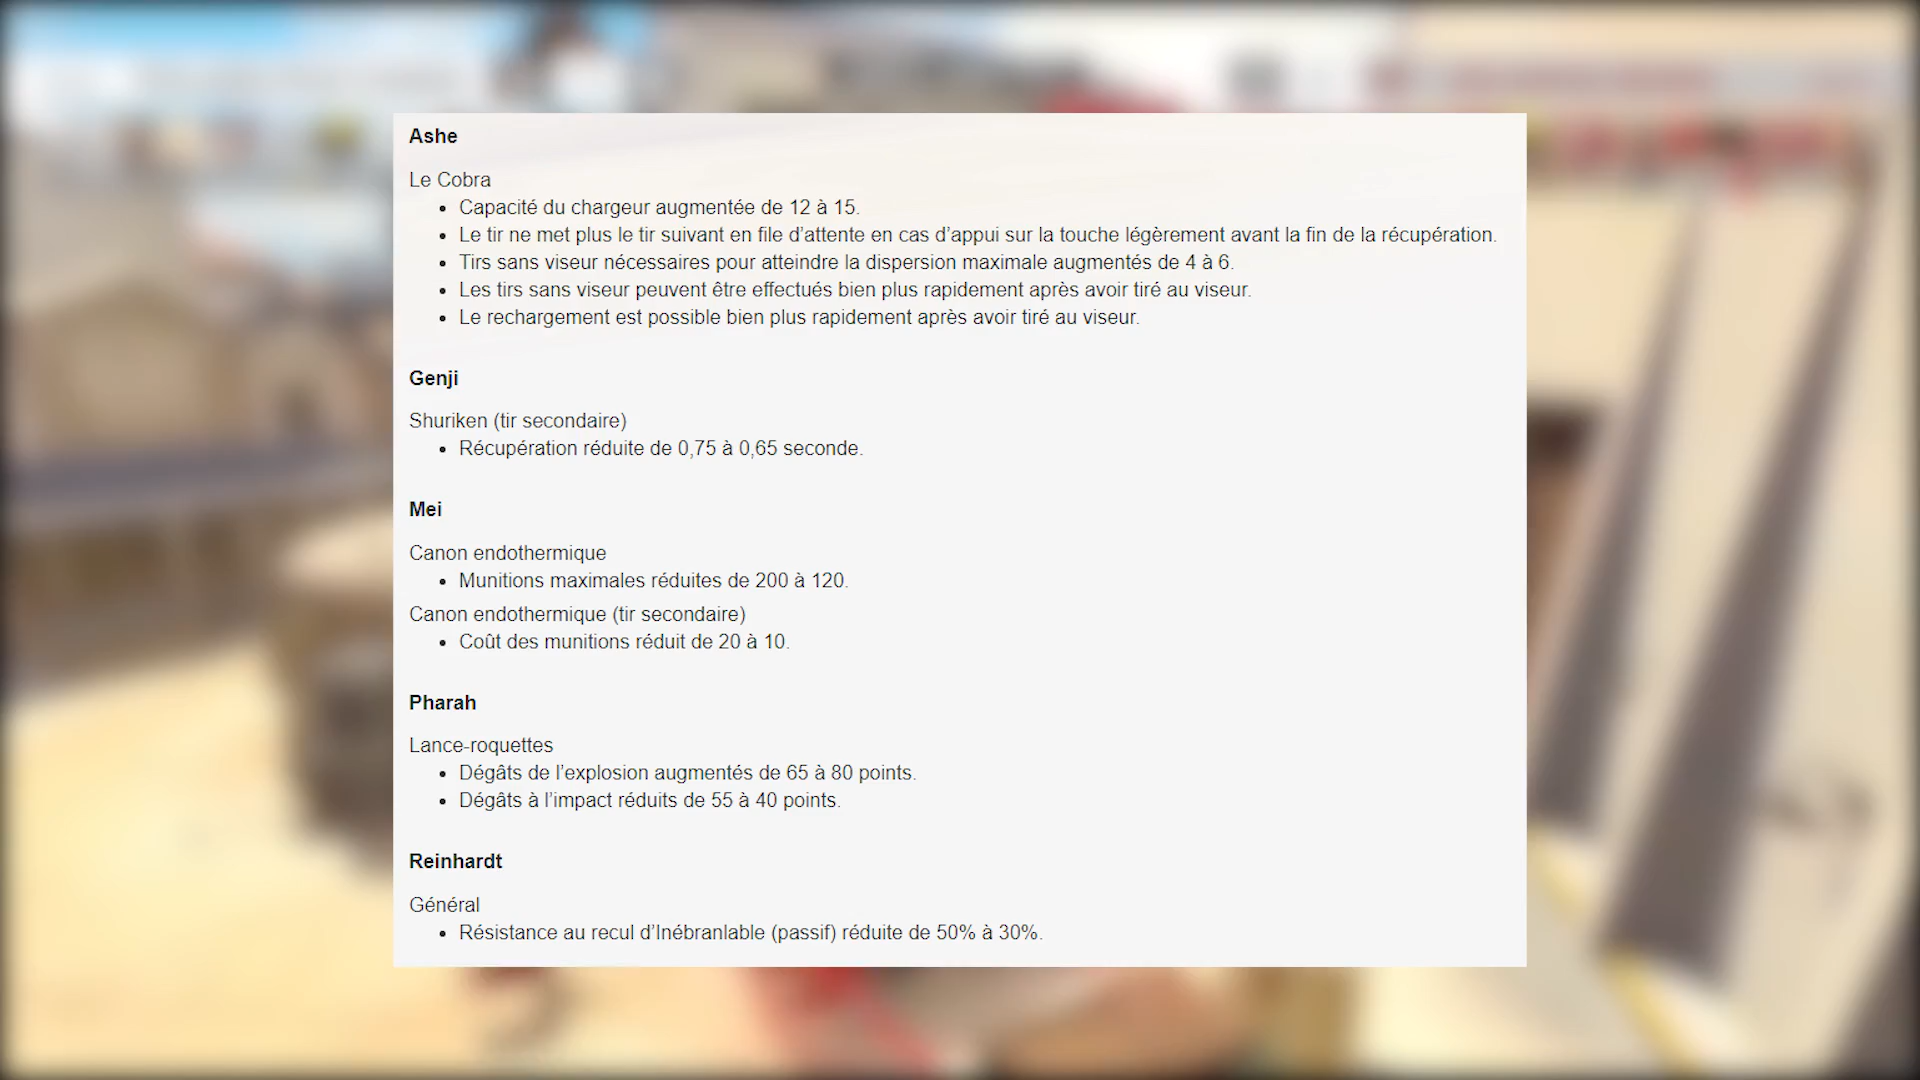 Ashe
Le Cobra
• Capacité du chargeur augmentée de 12 à 15.
• Le tir ne met plus le tir suivant en file d’attente en cas d’appui sur la touche légèrement avant la fin de la récupération.
• Tirs sans viseur nécessaires pour atteindre la dispersion maximale augmentés de 4 à 6.
• Les tirs sans viseur peuvent être effectués bien plus rapidement après avoir tiré au viseur.
• Le rechargement est possible bien plus rapidement après avoir tiré au viseur.
Genji
Shuriken (tir secondaire)
• Récupération réduite de 0,75 à 0,65 seconde.
Mei
Canon endothermique
• Munitions maximales réduites de 200 à 120.
Canon endothermique (tir secondaire)
• Coût des munitions réduit de 20 à 10.
Pharah
Lance-roquettes
• Dégâts de l’explosion augmentés de 65 à 80 points.
• Dégâts à l’impact réduits de 55 à 40 points.
Reinhardt
Général
• Résistance au recul d’Inébranlable (passif) réduite de 50% à 30%.